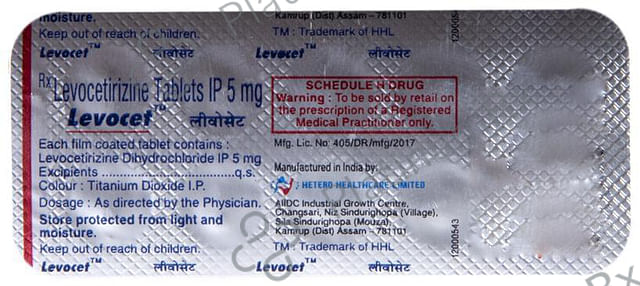 moisture.
Keep out of reach of children.
Levocet™ लीवोसेट
Rx Levocetirizine Tablets IP 5 mg
Levocet™ लीवोसेट
Each film coated tablet contains :
Levocetirizine Dihydrochloride IP 5 mg
Excipients ..............................q.s.
Colour : Titanium Dioxide I.P.
Dosage : As directed by the Physician.
Store protected from light and
moisture.
Keep out of reach of children.
Levocet™ लीवोसेट
Kamrup (Dist) Assam – 781101
TM : Trademark of HHL
Levocet™ लीवोसेट
SCHEDULE H DRUG
Warning : To be sold by retail on
the prescription of a Registered
Medical Practitioner only.
Mfg. Lic. No: 405/DR/mfg/2017
Manufactured in India by:
HETERO HEALTHCARE LIMITED
AIIDC Industrial Growth Centre,
Changsari, Niz Sindurighopa (Village),
Sila Sindurighopa (Mouza)
Kamrup (Dist) Assam – 781101
TM : Trademark of HHL
Levocet™ लीवोसेट
12000543